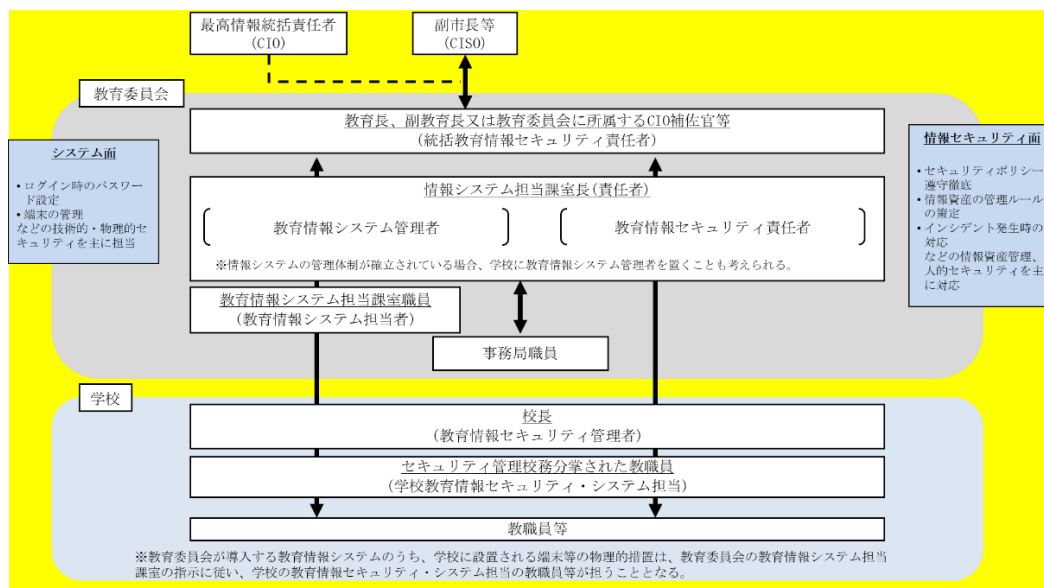 最高情報統括責任者
(CIO)
副市長等
(CISO)
教育委員会
教育長、副教育長又は教育委員会に所属するCIO補佐官等
(統括教育情報セキュリティ責任者)
システム面
• ログイン時のパスワー
ド設定
• 端末の管理
などの技術的・物理的セ
キュリティを主に担当
情報セキュリティ面
• セキュリティポリシー
遵守徹底
• 情報資産の管理ルール
の策定
• インシデント発生時の
対応
などの情報資産管理、
人的セキュリティを主
に対応
情報システム担当課室長(責任者)
教育情報システム管理者
教育情報セキュリティ責任者
※情報システムの管理体制が確立されている場合、学校に教育情報システム管理者を置くことも考えられる。
教育情報システム担当課室職員
(教育情報システム担当者)
事務局職員
学校
校長
(教育情報セキュリティ管理者)
セキュリティ管理校務分掌された教職員
(学校教育情報セキュリティ・システム担当)
教職員等
※教育委員会が導入する教育情報システムのうち、学校に設置される端末等の物理的措置は、教育委員会の教育情報システム担当
課室の指示に従い、学校の教育情報セキュリティ・システム担当の教職員等が担うこととなる。